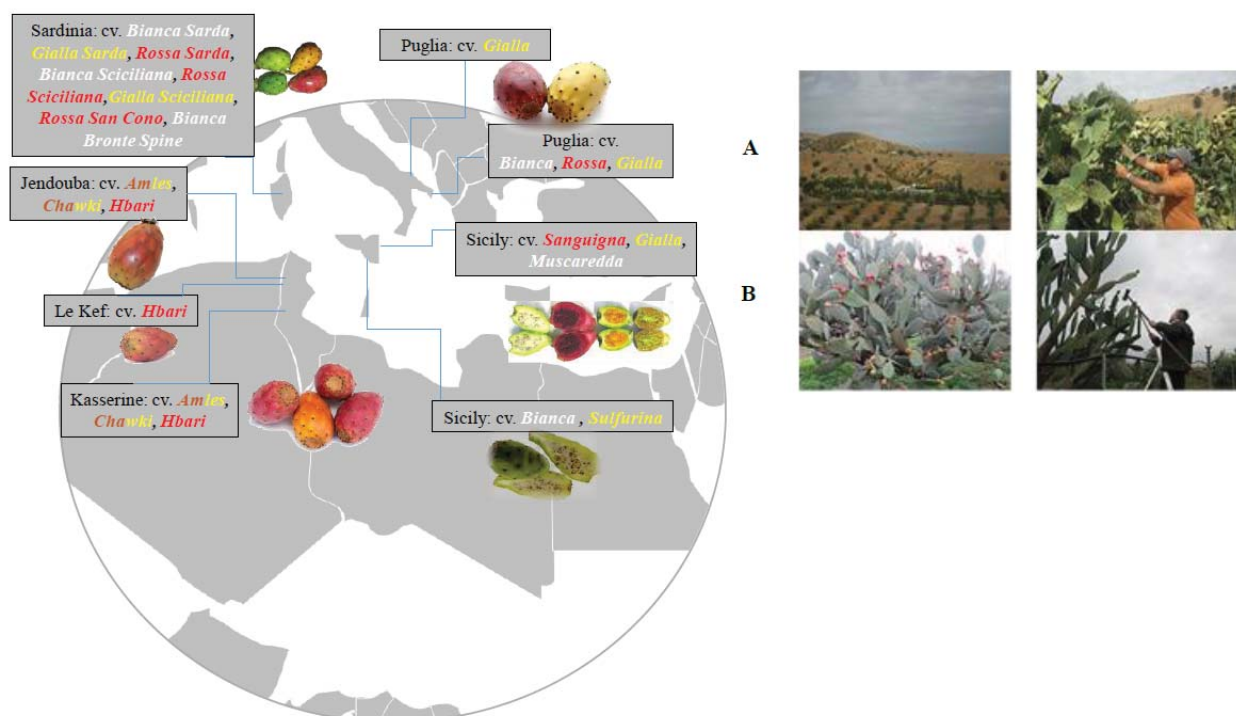 Sardinia: cv. Bianca Sarda,
Gialla Sarda, Rossa Sarda,
Bianca Sciciliana, Rossa
Sciciliana,Gialla Sciciliana,
Rossa San Cono, Bianca
Bronte Spine
Puglia: cv. Gialla
Puglia: cv.
Bianca, Rossa, Gialla
Jendouba: cv. Amles,
Chawki, Hbari
Sicily: cv. Sanguigna, Gialla,
Muscaredda
Le Kef: cv. Hbari
Kasserine: cv. Amles,
Chawki, Hbari
Sicily: cv. Bianca , Sulfurina
A
B